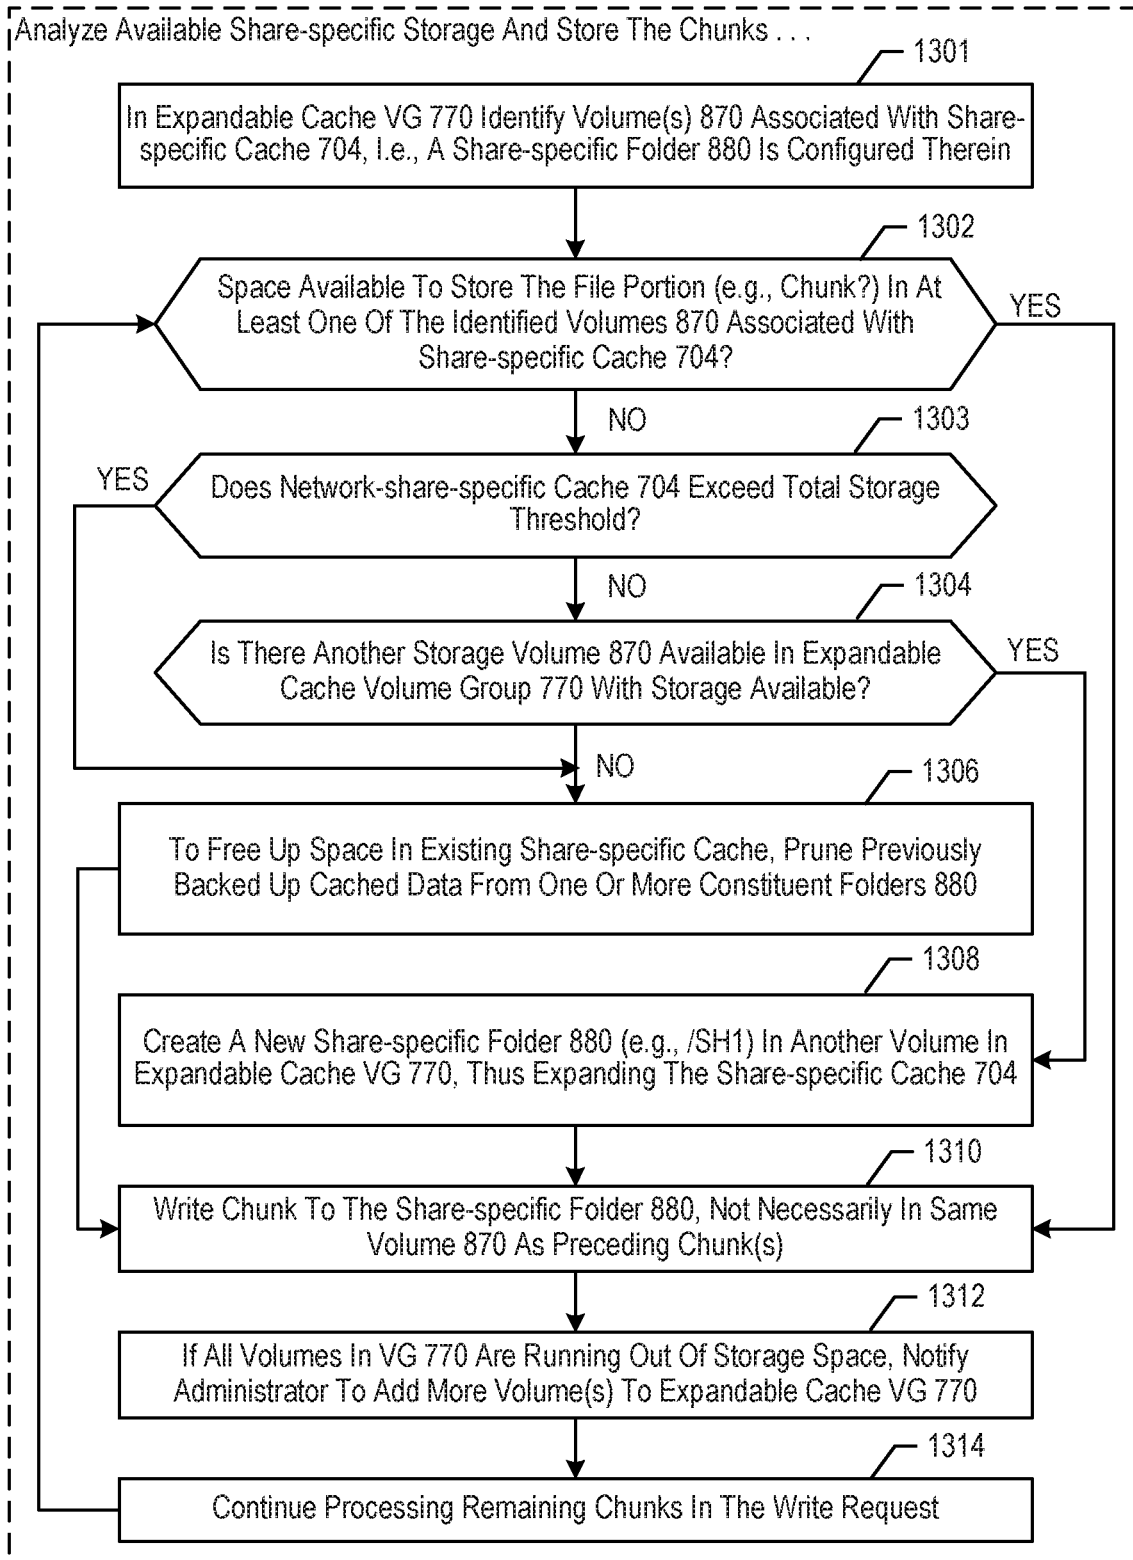 Analyze Available Share-specific Storage And Store The Chunks . . .
1301
In Expandable Cache VG 770 Identify Volume(s) 870 Associated With Share-
specific Cache 704, I.e., A Share-specific Folder 880 Is Configured Therein
1302
Space Available To Store The File Portion (e.g., Chunk?) In At
Least One Of The Identified Volumes 870 Associated With
Share-specific Cache 704?
YES
NO
1303
YES
Does Network-share-specific Cache 704 Exceed Total Storage
Threshold?
NO
1304
Is There Another Storage Volume 870 Available In Expandable
Cache Volume Group 770 With Storage Available?
YES
NO
1306
To Free Up Space In Existing Share-specific Cache, Prune Previously
Backed Up Cached Data From One Or More Constituent Folders 880
1308
Create A New Share-specific Folder 880 (e.g., /SH1) In Another Volume In
Expandable Cache VG 770, Thus Expanding The Share-specific Cache 704
1310
Write Chunk To The Share-specific Folder 880, Not Necessarily In Same
Volume 870 As Preceding Chunk(s)
1312
If All Volumes In VG 770 Are Running Out Of Storage Space, Notify
Administrator To Add More Volume(s) To Expandable Cache VG 770
1314
Continue Processing Remaining Chunks In The Write Request